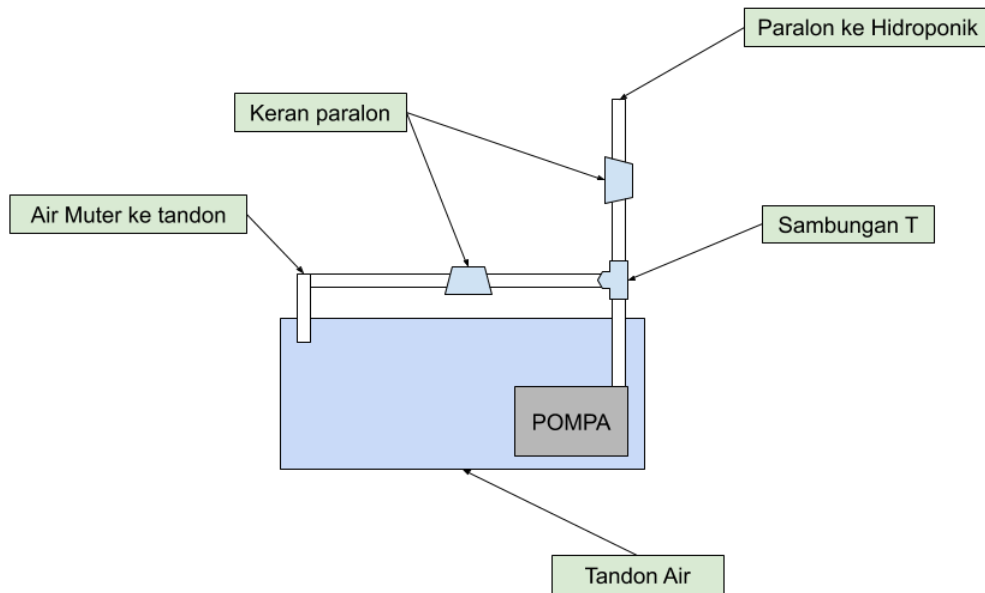 Paralon ke Hidroponik
Keran paralon
Air Muter ke tandon
Sambungan T
POMPA
Tandon Air